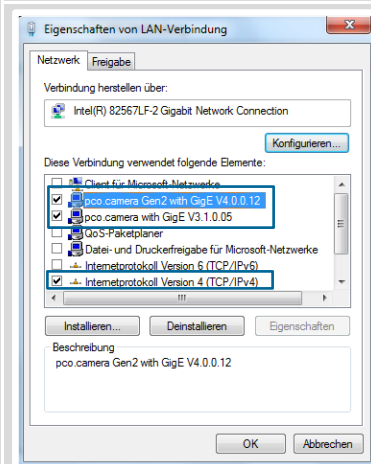 Eigenschaften von LAN-Verbindung
Netzwerk Freigabe
Verbindung herstellen über:
Intel(R) 82567LF-2 Gigabit Network Connection
Konfigurieren...
Diese Verbindung verwendet folgende Elemente:
Client für Microsoft-Netzwerke
pco.camera Gen2 with GigE V4.0.0.12
pco.camera with GigE V3.1.0.05
QoS-Paketplaner
Datei- und Druckerfreigabe für Microsoft-Netzwerke
Internetprotokoll Version 6 (TCP/IPv6)
Internetprotokoll Version 4 (TCP/IPv4)
Installieren... Deinstallieren Eigenschaften
Beschreibung
pco.camera Gen2 with GigE V4.0.0.12
OK Abbrechen